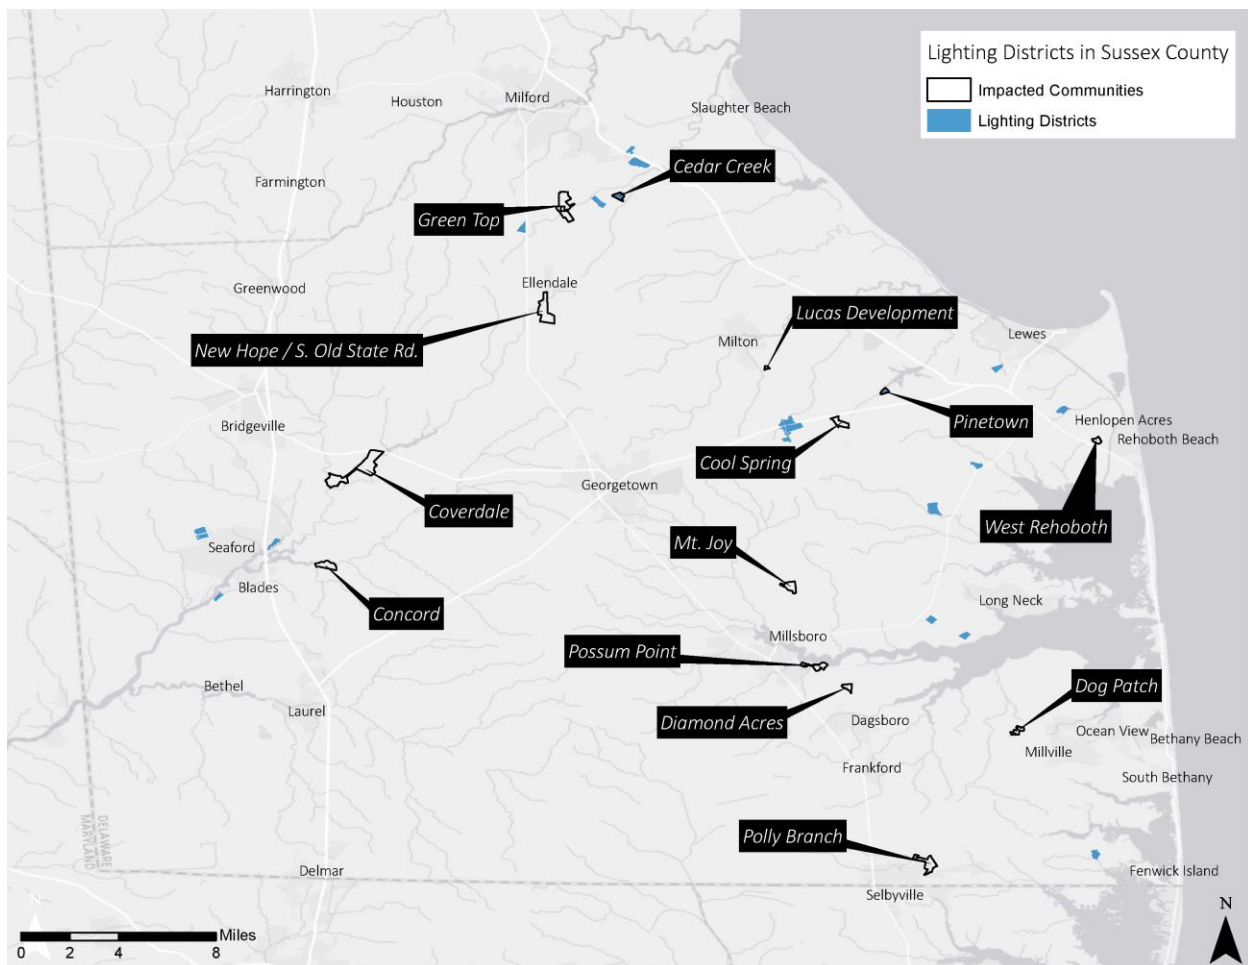 Lighting Districts in Sussex County
Impacted Communities
Lighting Districts
Harrington
Houston
Milford
Slaughter Beach
Cedar Creek
Farmington
Green Top
Ellendale
Greenwood
Lucas Development
New Hope / S. Old State Rd.
Milton
Lewes
Bridgeville
Pinetown
Henlopen Acres
Rehoboth Beach
Cool Spring
Georgetown
Coverdale
West Rehoboth
Mt. Joy
Seaford
Blades
Long Neck
Concord
Millsboro
Possum Point
Bethel
Dog Patch
Laurel
Diamond Acres
Dagsboro
Ocean View
Bethany Beach
Millville
Frankford
South Bethany
DELAWARE
MARYLAND
Polly Branch
Delmar
Fenwick Island
Selbyville
N
N
Miles
0 2 4 8